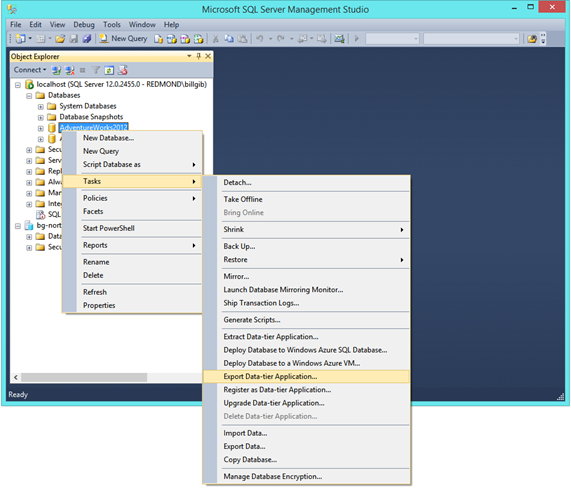 Microsoft SQL Server Management Studio
File Edit View Debug Tools Window Help
New Query
Object Explorer
Connect
localhost (SQL Server 12.0.2455.0 - REDMOND\billgib)
Databases
System Databases
Database Snapshots
AdventureWorks2012
New Database...
New Query
Script Database as
Tasks
Policies
Facets
Start PowerShell
Reports
Rename
Delete
Refresh
Properties
Detach...
Take Offline
Bring Online
Shrink
Back Up...
Restore
Mirror...
Launch Database Mirroring Monitor...
Ship Transaction Logs...
Generate Scripts...
Extract Data-tier Application...
Deploy Database to Windows Azure SQL Database...
Deploy Database to a Windows Azure VM...
Export Data-tier Application...
Register as Data-tier Application...
Upgrade Data-tier Application...
Delete Data-tier Application...
Import Data...
Export Data...
Copy Database...
Manage Database Encryption...
A
Secu
Serv
Repl
Alwa
Man
Inte
SQL
bg-nort
Data
Secu
Ready